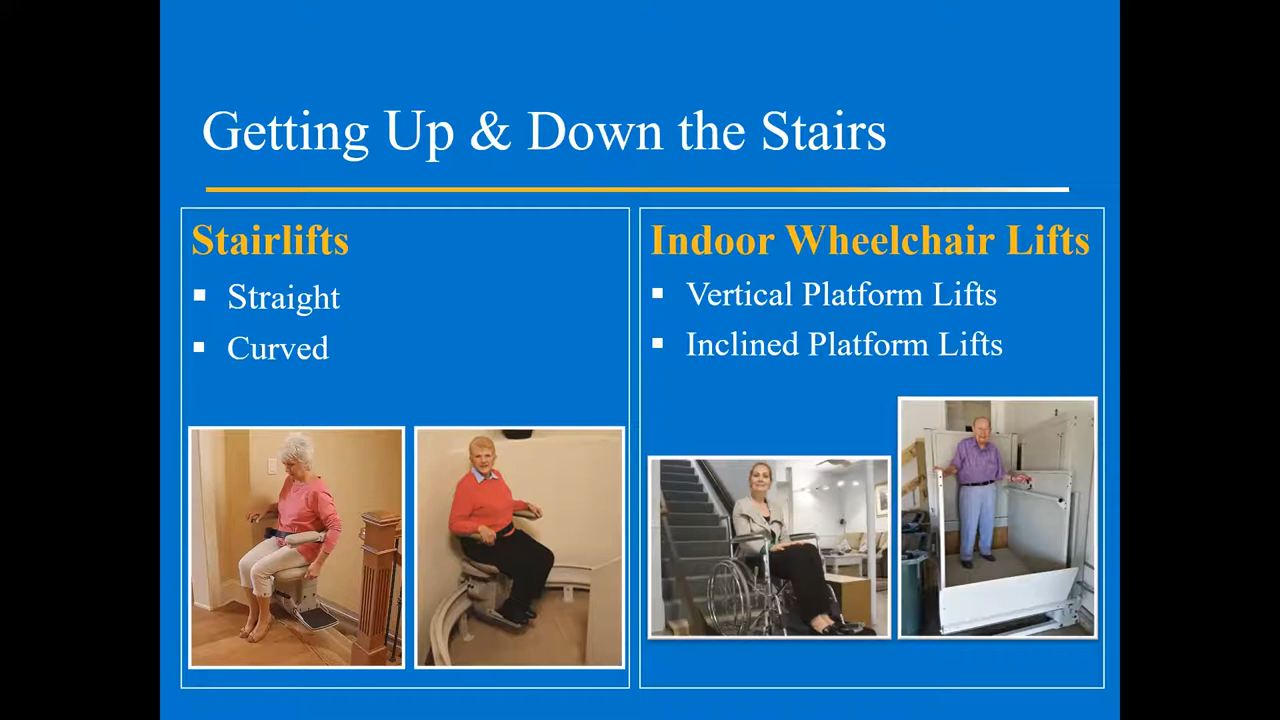 Getting Up & Down the Stairs
Stairlifts
▪ Straight
▪ Curved
Indoor Wheelchair Lifts
▪ Vertical Platform Lifts
▪ Inclined Platform Lifts